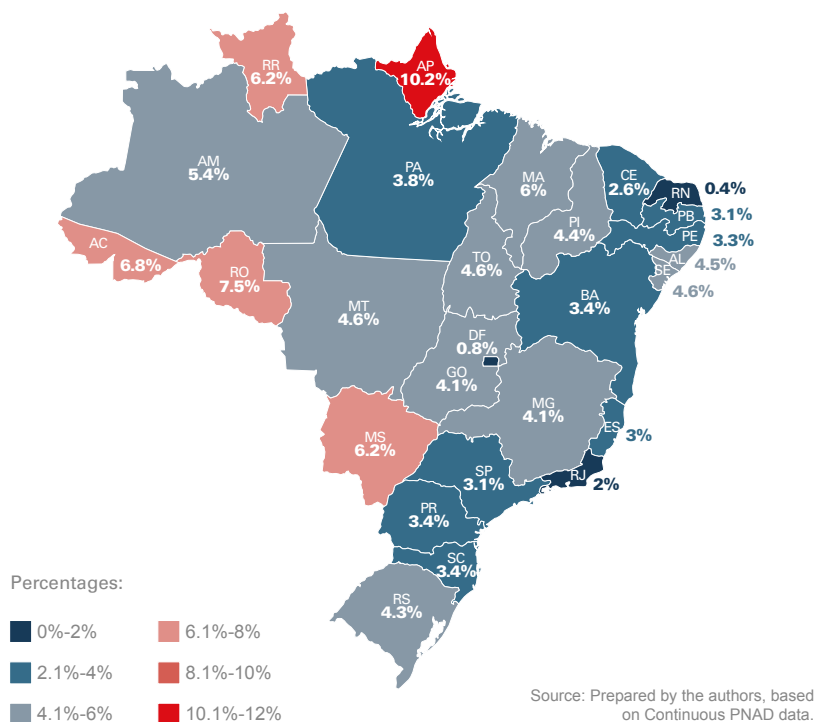 RR
6.2%
AP
10.2%
AM
5.4%
PA
3.8%
MA
6%
CE
2.6%
RN
0.4%
PB
3.1%
PE
3.3%
PI
4.4%
AL
4.5%
SE
4.6%
AC
6.8%
RO
7.5%
TO
4.6%
MT
4.6%
BA
3.4%
DF
0.8%
GO
4.1%
MG
4.1%
ES
3%
MS
6.2%
SP
3.1%
RJ
2%
PR
3.4%
SC
3.4%
RS
4.3%
Percentages:
0%-2%
2.1%-4%
4.1%-6%
6.1%-8%
8.1%-10%
10.1%-12%
Source: Prepared by the authors, based
on Continuous PNAD data.